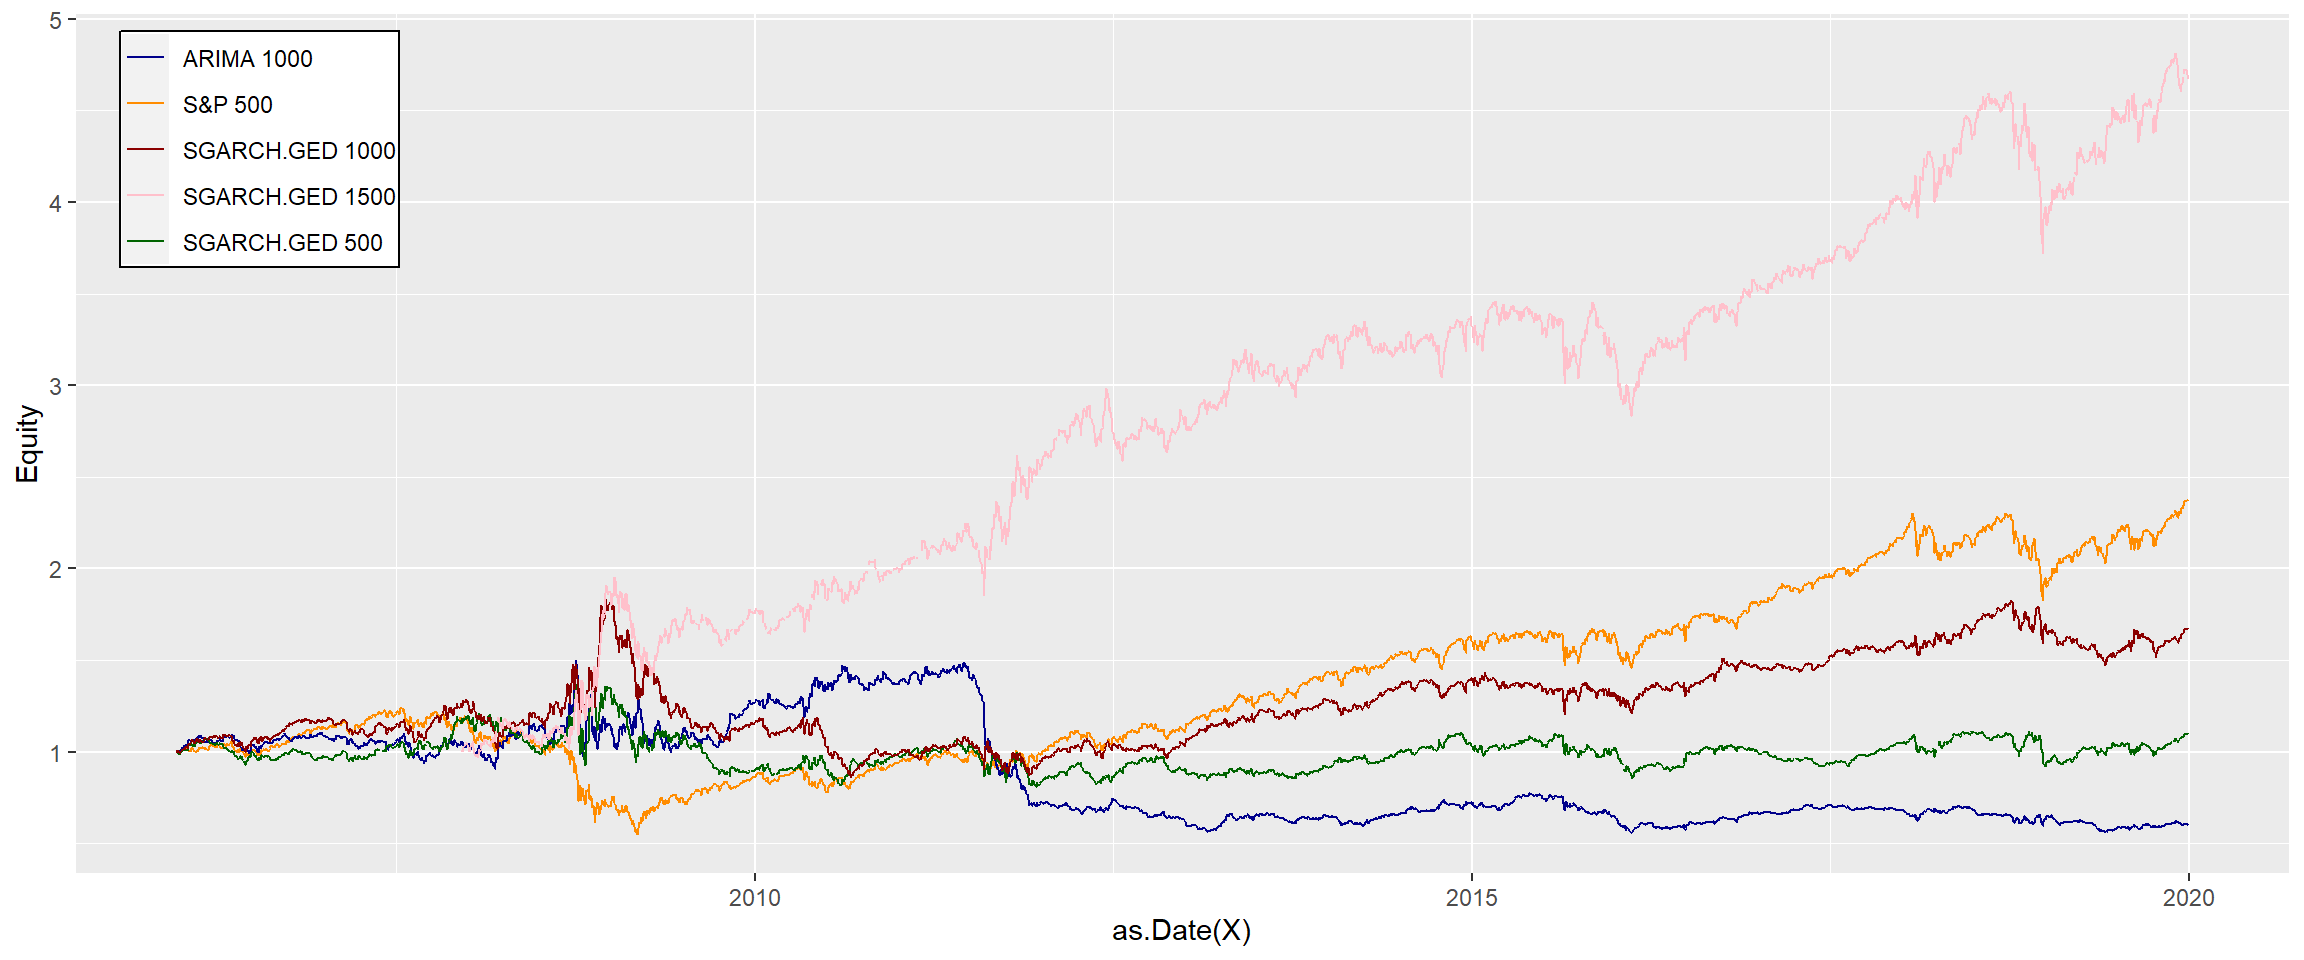 5
4
3
2
1
Equity
ARIMA 1000
S&P 500
SGARCH.GED 1000
SGARCH.GED 1500
SGARCH.GED 500
2010
2015
2020
as.Date(X)